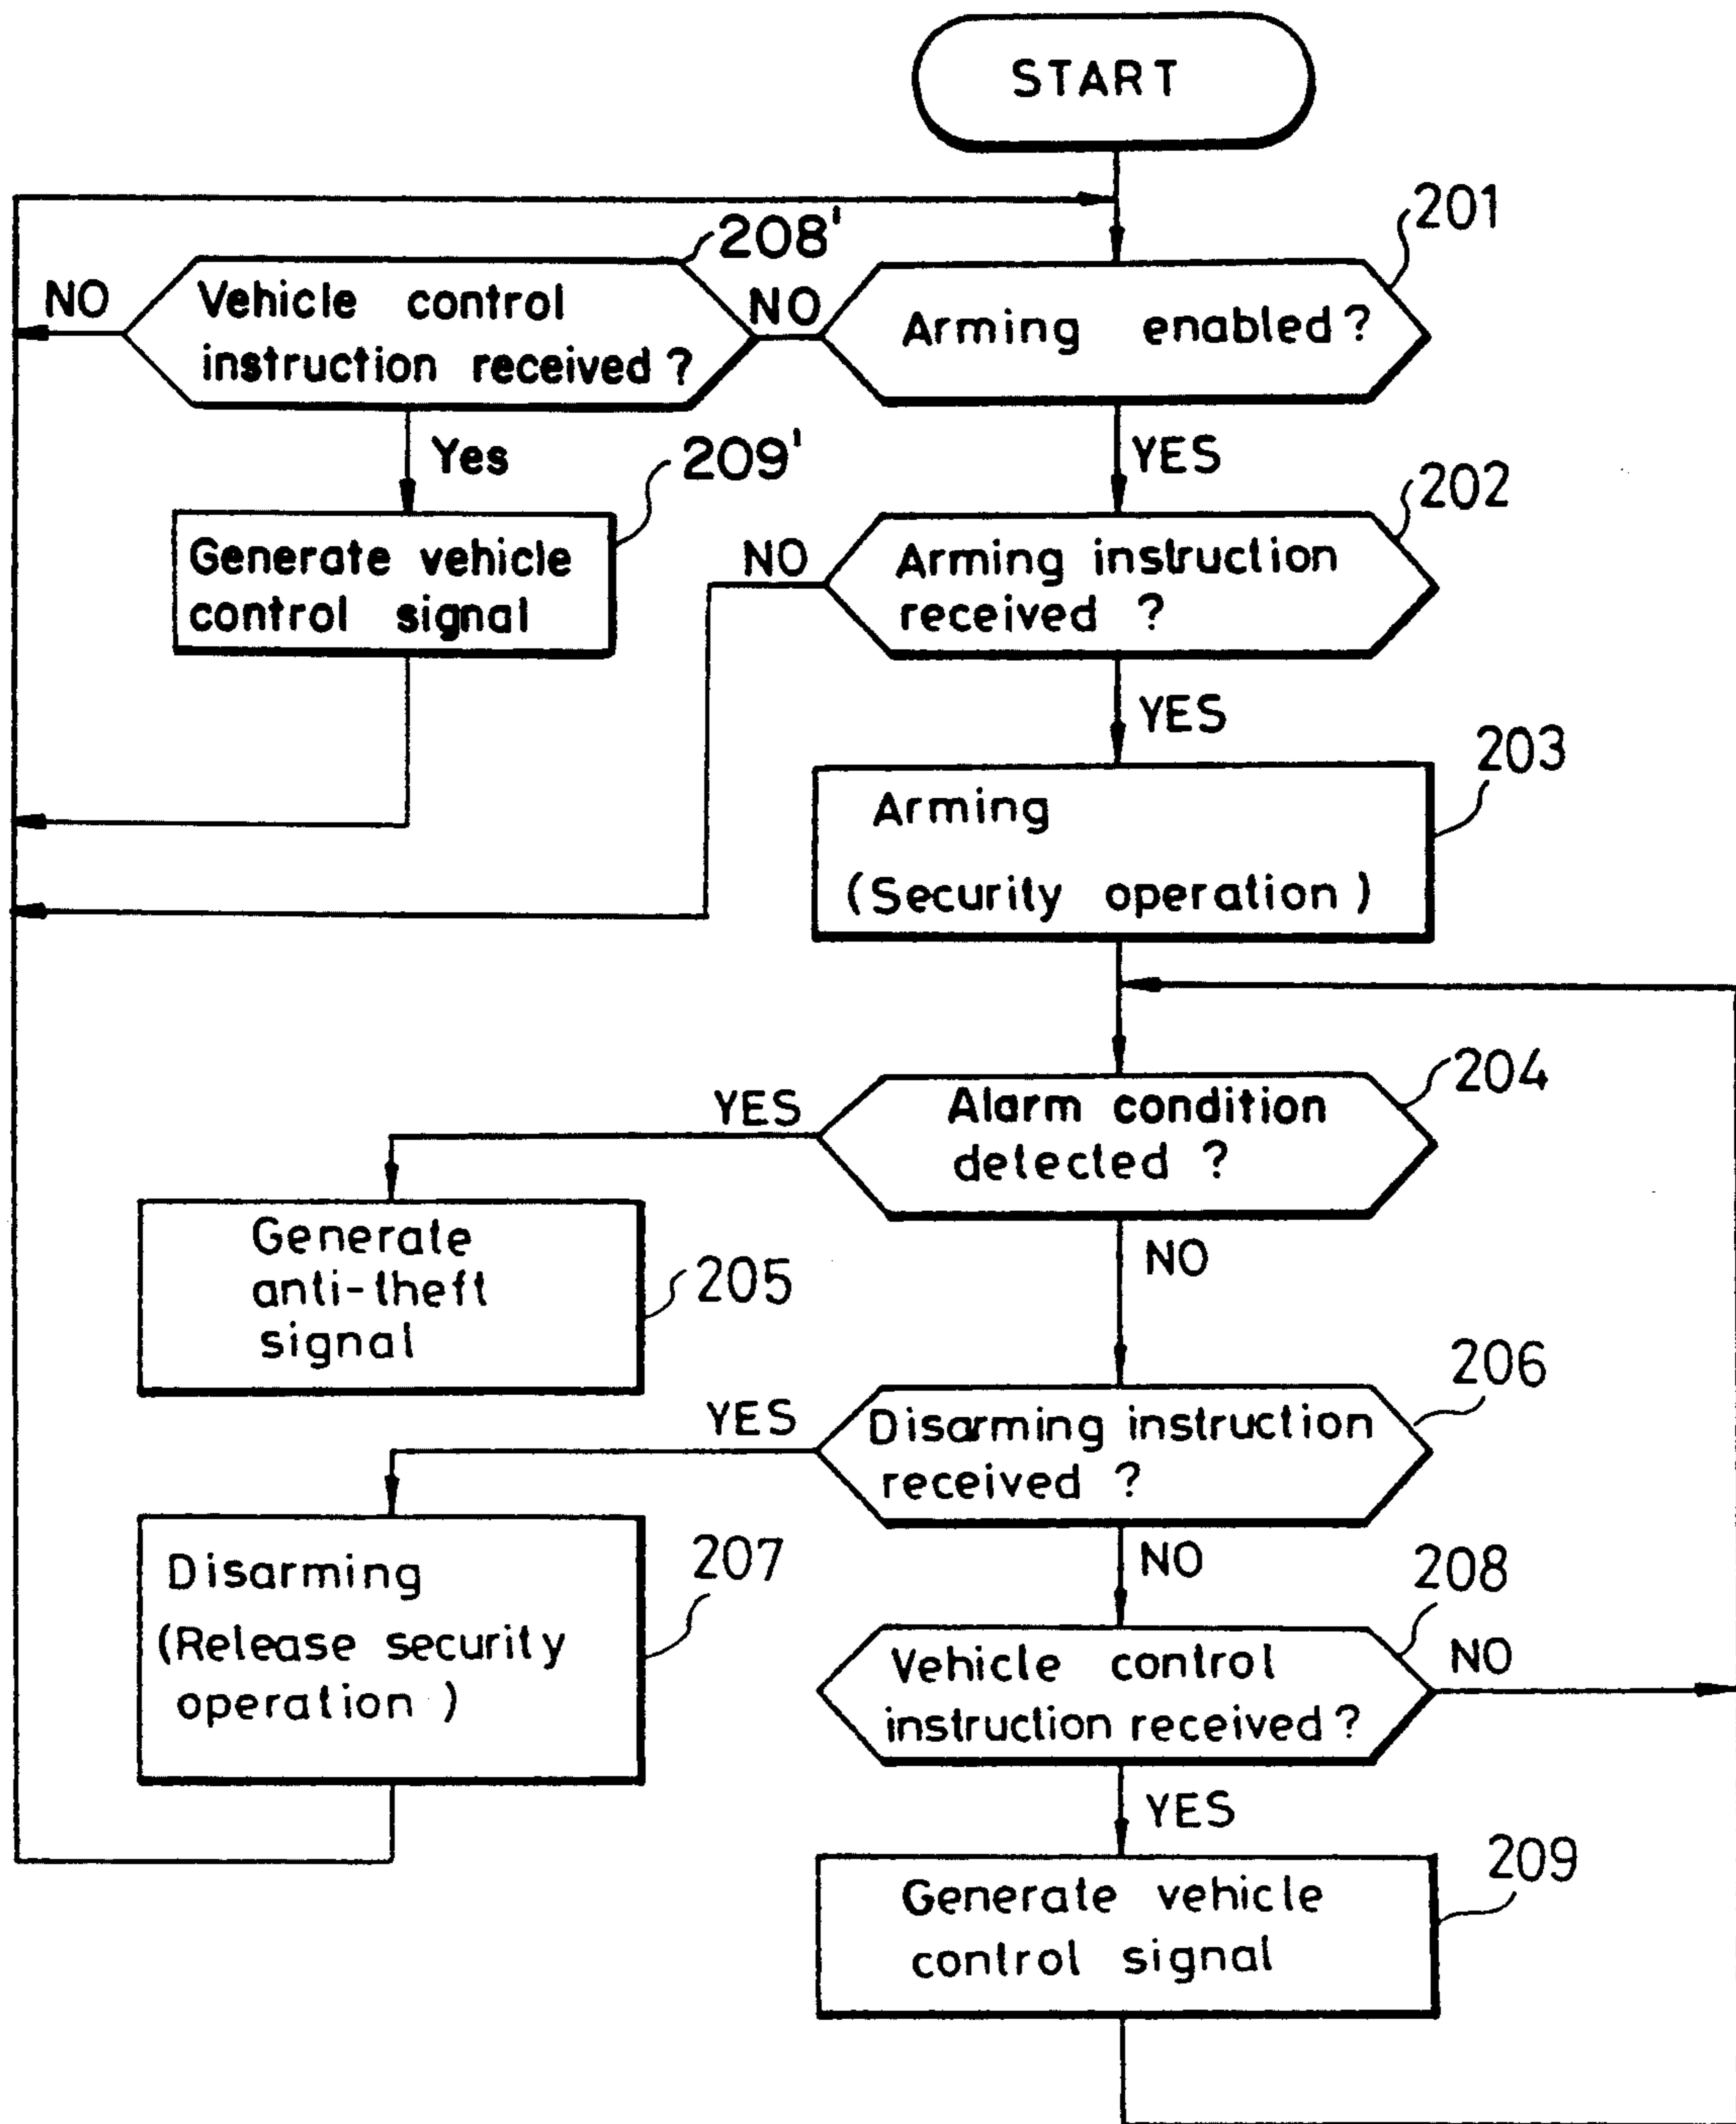 START
201
208'
NO
Vehicle control
instruction received?
NO
Arming enabled?
Yes
209'
YES
202
Generate vehicle
control signal
NO
Arming instruction
received ?
YES
203
Arming
(Security operation)
204
YES
Alarm condition
detected ?
NO
Generate
anti-theft
signal
205
206
YES
Disarming instruction
received ?
NO
207
Disarming
(Release security
operation)
208
NO
Vehicle control
instruction received?
YES
209
Generate vehicle
control signal